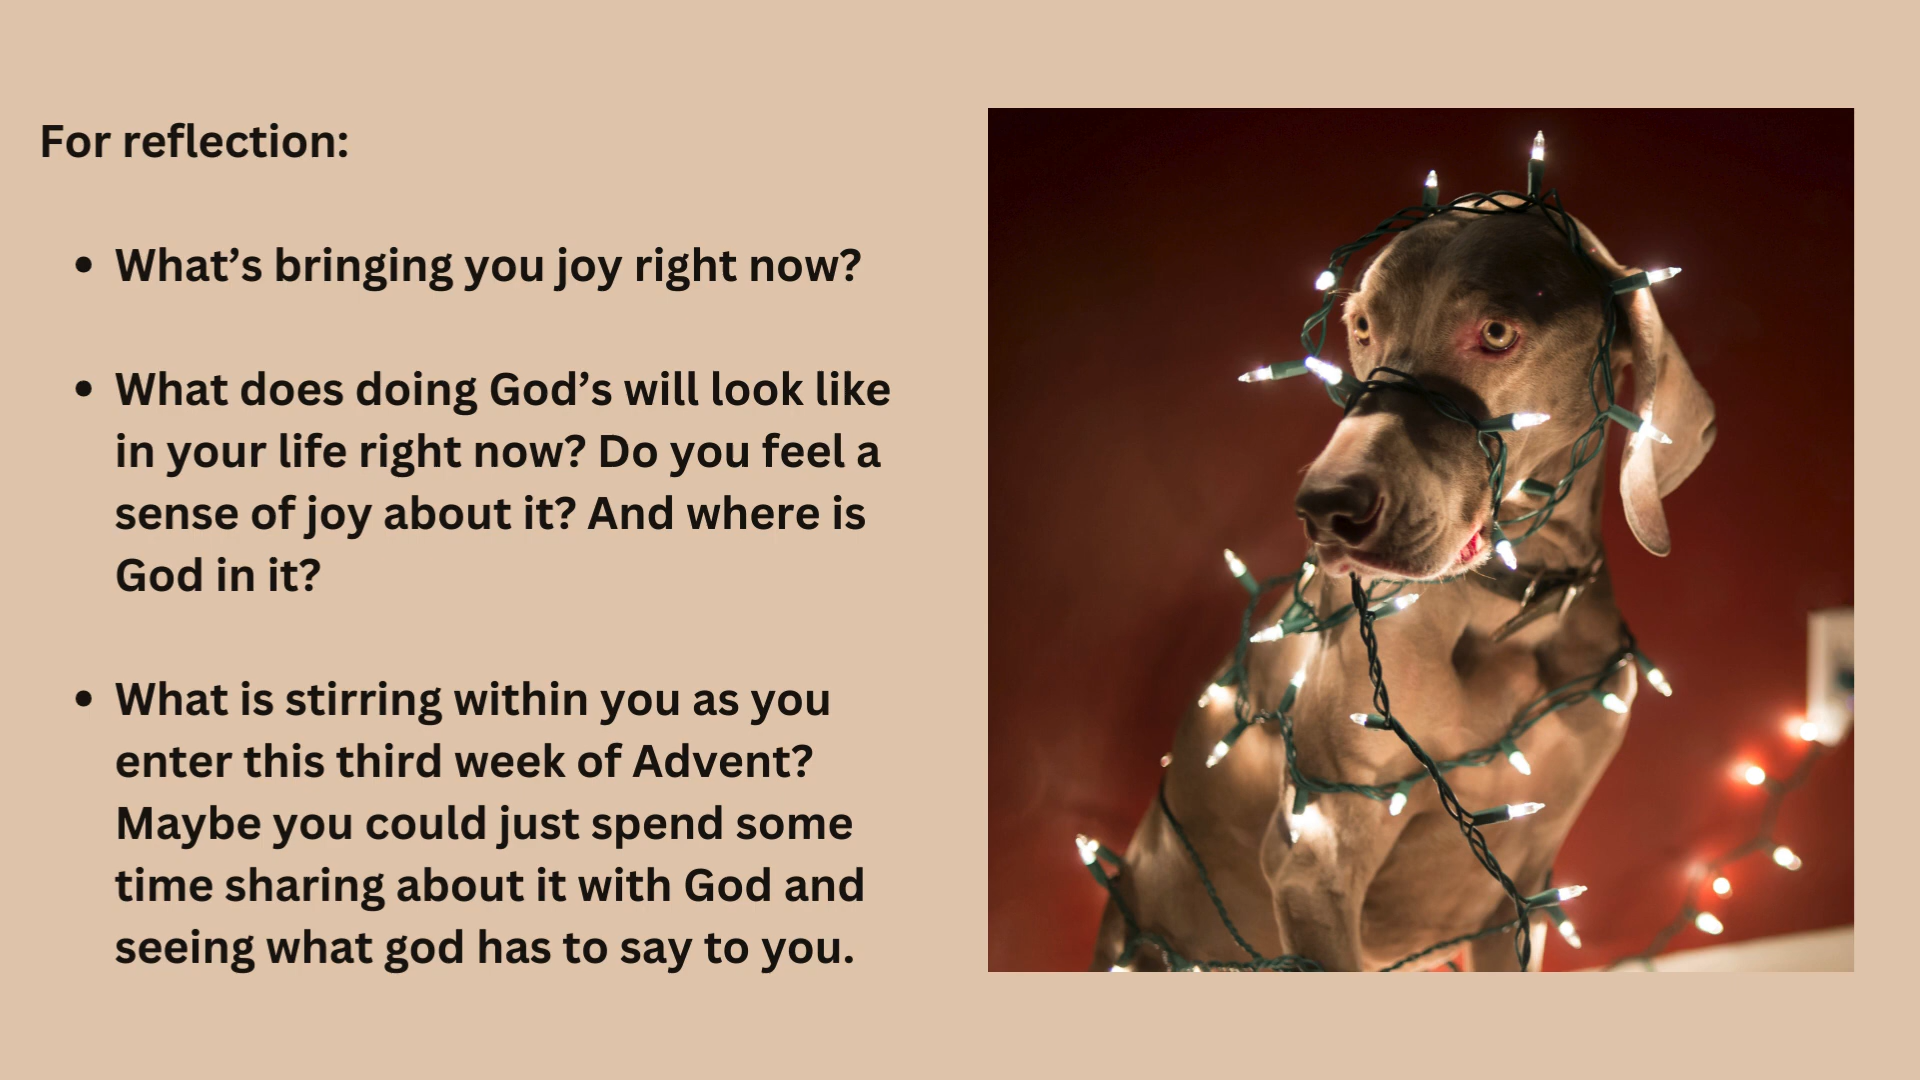 For reflection:
• What’s bringing you joy right now?
• What does doing God’s will look like
in your life right now? Do you feel a
sense of joy about it? And where is
God in it?
• What is stirring within you as you
enter this third week of Advent?
Maybe you could just spend some
time sharing about it with God and
seeing what god has to say to you.